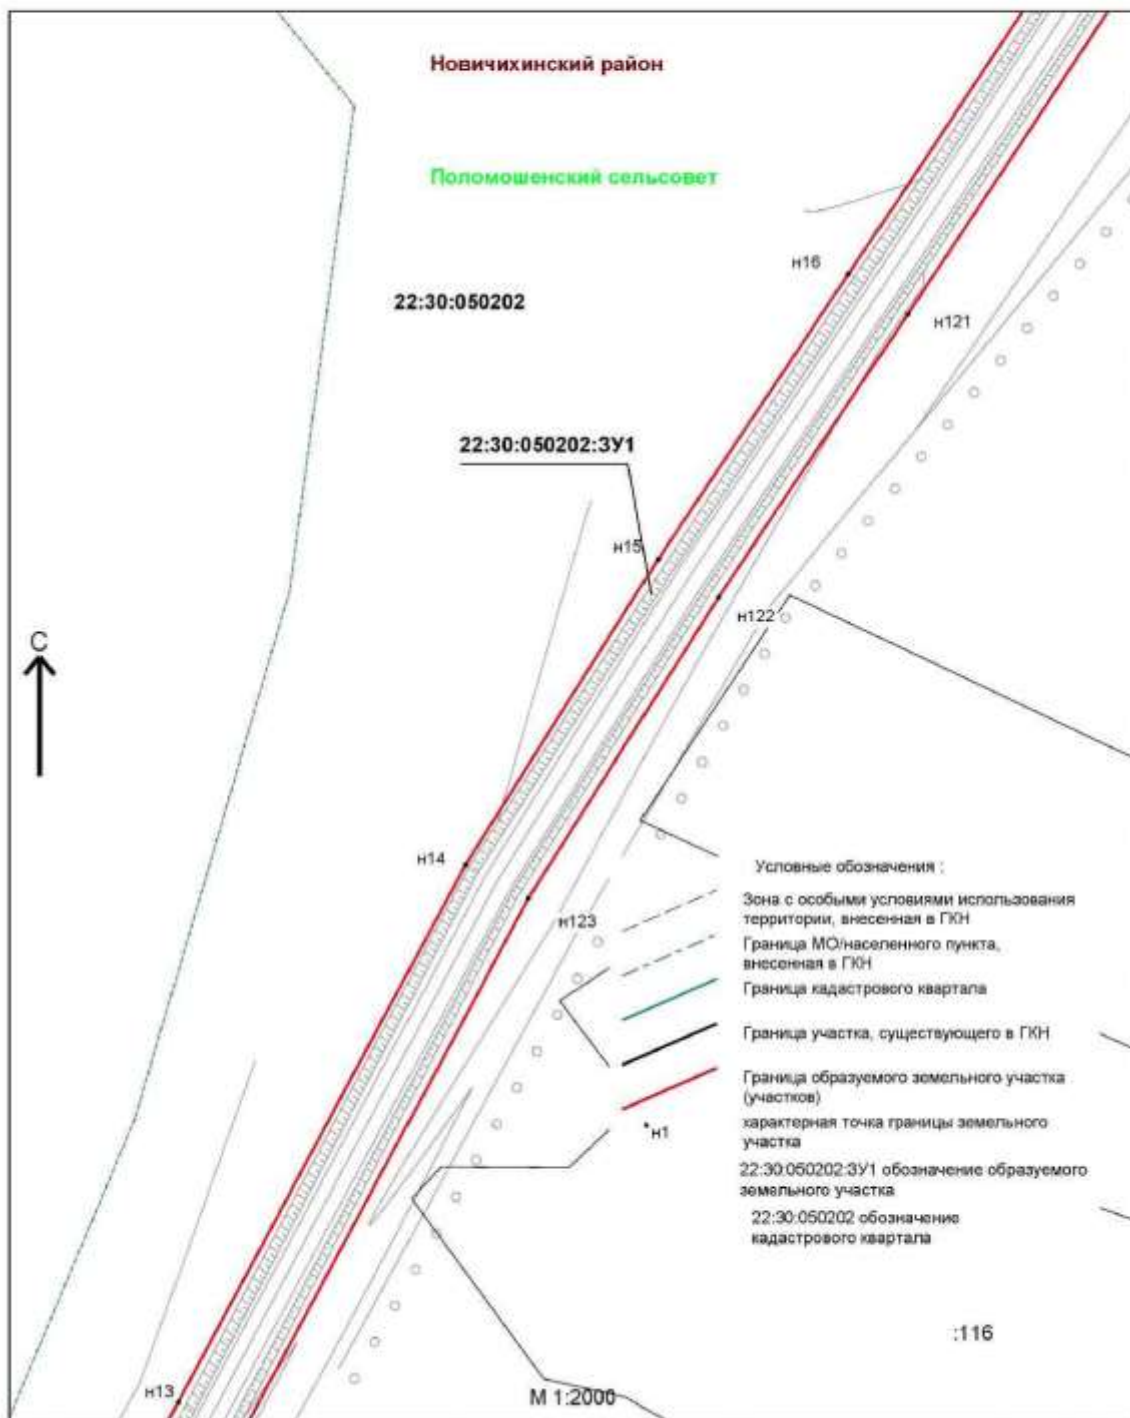 Новичихинский район
Поломошенский сельсовет
н16
22:30:050202
н121
22:30:050202:ЗУ1
н15
н122
С
н14
Условные обозначения :
Зона с особыми условиями использования
территории, внесенная в ГКН
н123
Граница МО/населенного пункта,
внесенная в ГКН
Граница кадастрового квартала
Граница участка, существующего в ГКН
Граница образуемого земельного участка
(участков)
н1
характерная точка границы земельного
участка
22:30:050202:ЗУ1 обозначение образуемого
земельного участка
22:30:050202 обозначение
кадастрового квартала
:116
н13
М 1:2000